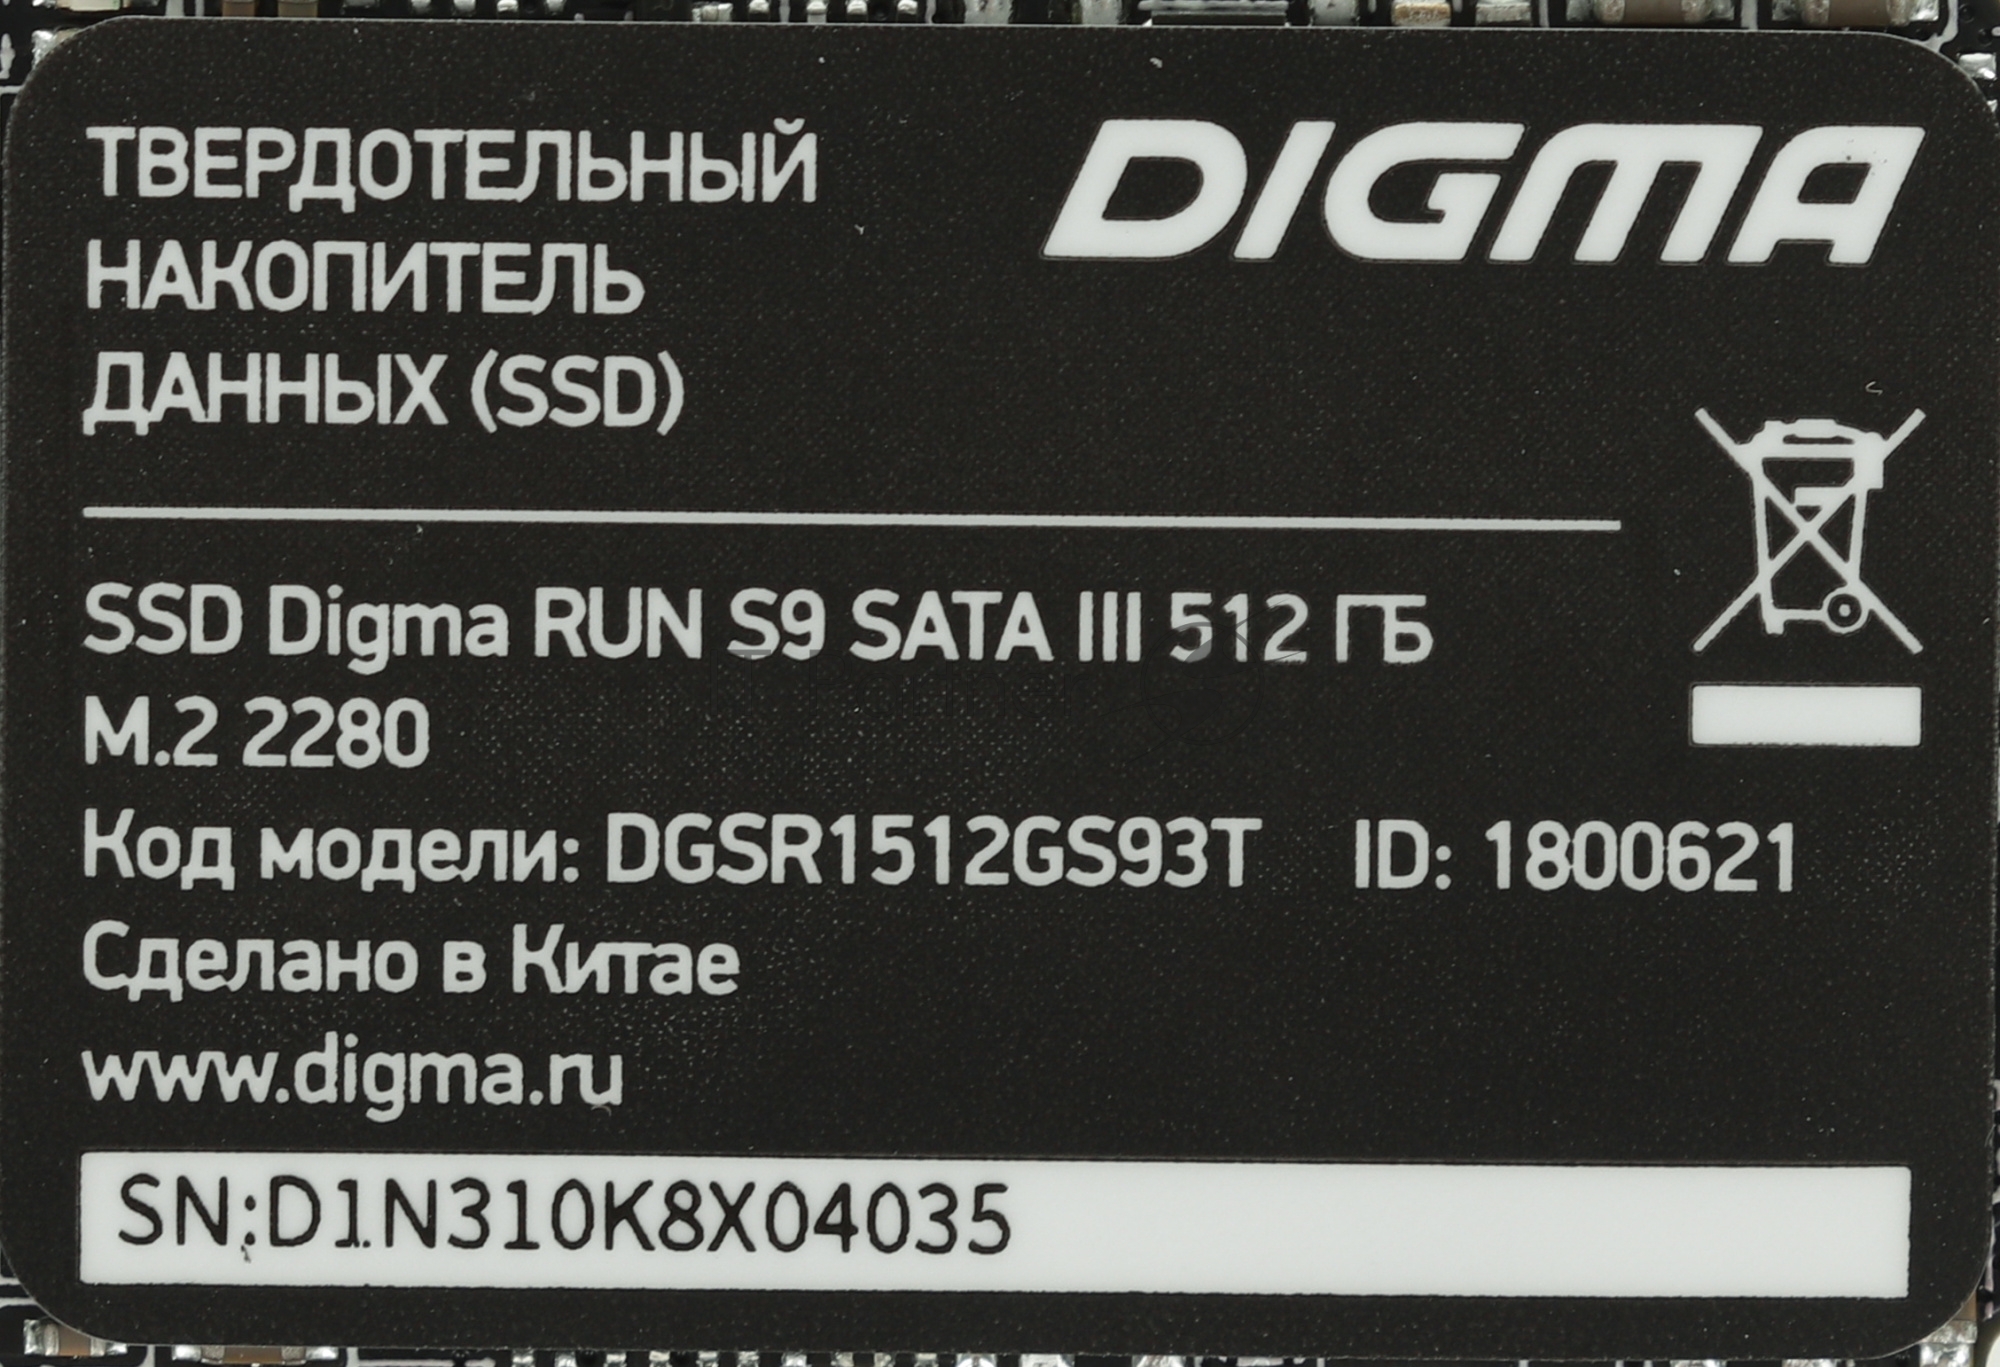 ТВЕРДОТЕЛЬНЫЙ
НАКОПИТЕЛЬ
ДАННЫХ (SSD)
DIGMA
SSD Digma RUN S9 SATA III 512 ГБ
M.2 2280
Код модели: DGSR1512GS93T ID: 1800621
Сделано в Китае
www.digma.ru
SN:D1N310K8X04035